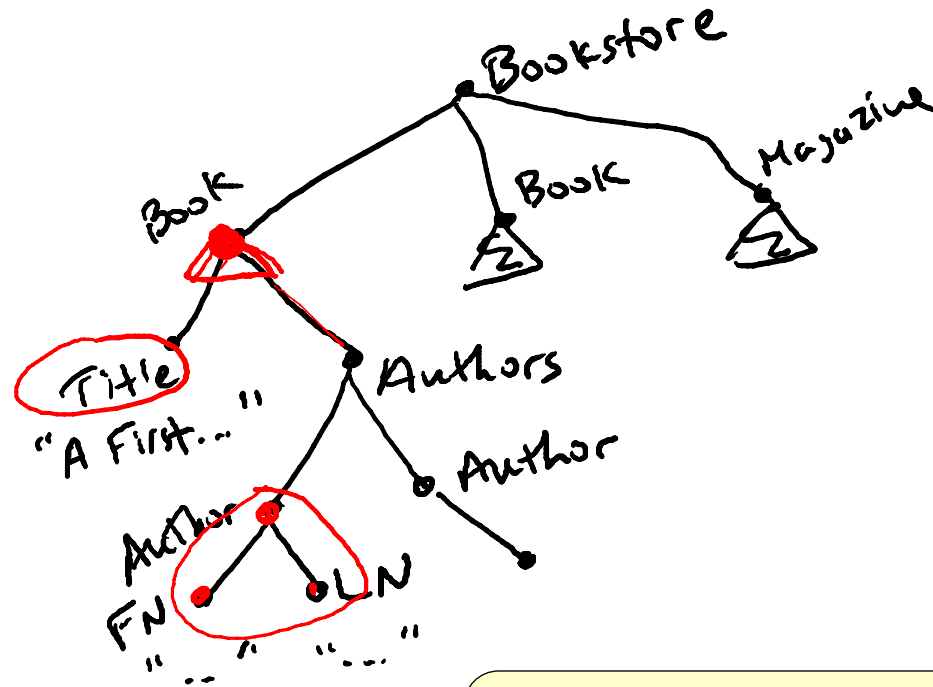 Bookstore
Magazine
Book
Book
Title
Authors
"A First..."
Author
Author
FN
LN
"..."
"..."